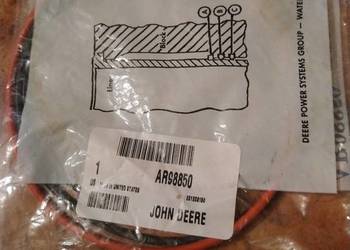 A
B
C
Block
Liner
DEERE POWER SYSTEMS GROUP — WATE
1
AR98850
JOHN DEERE